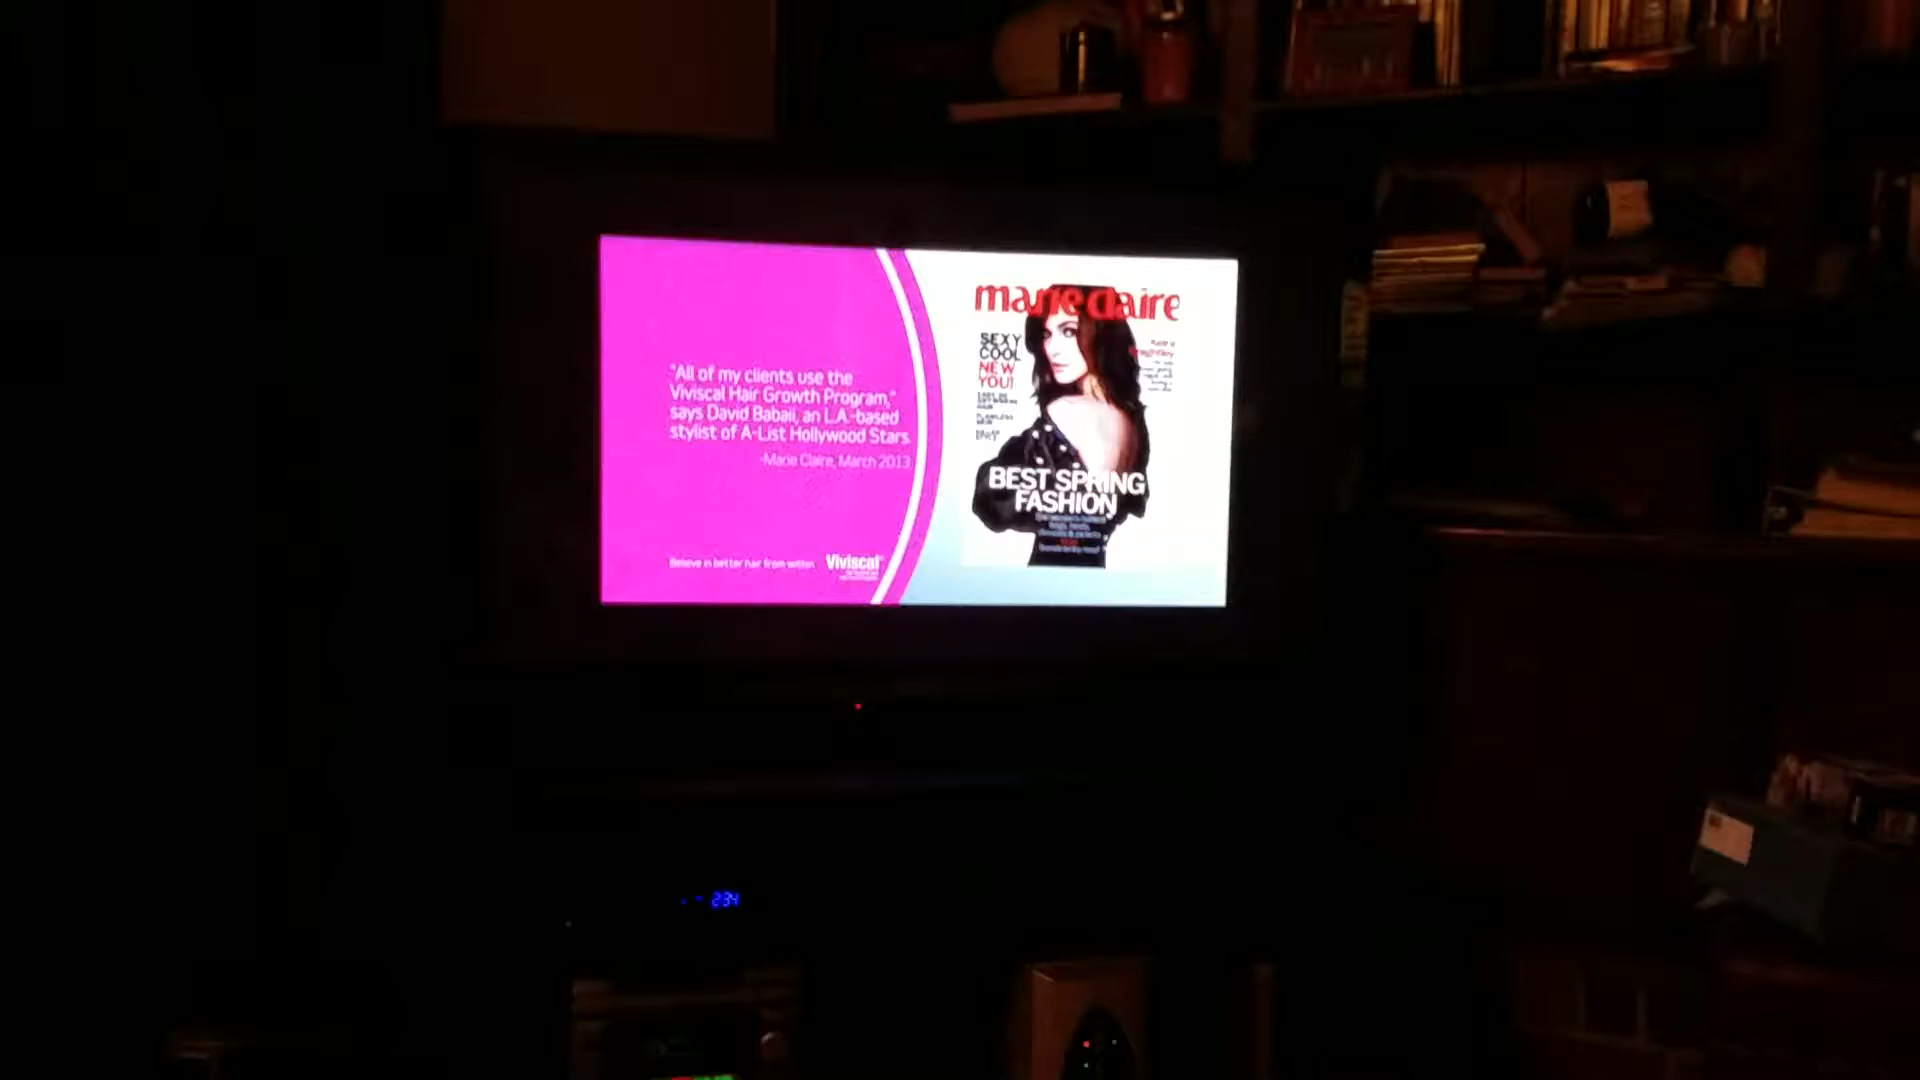 "All of my clients use the
Viviscal Hair Growth Program,"
says David Babaii, an L.A.-based
stylist of A-List Hollywood Stars.
-Marie Claire, March 2013
Believe in better hair from within
Viviscal
marie claire
SEXY
COOL
NEW
YOU!
BEST SPRING
FASHION
2:34